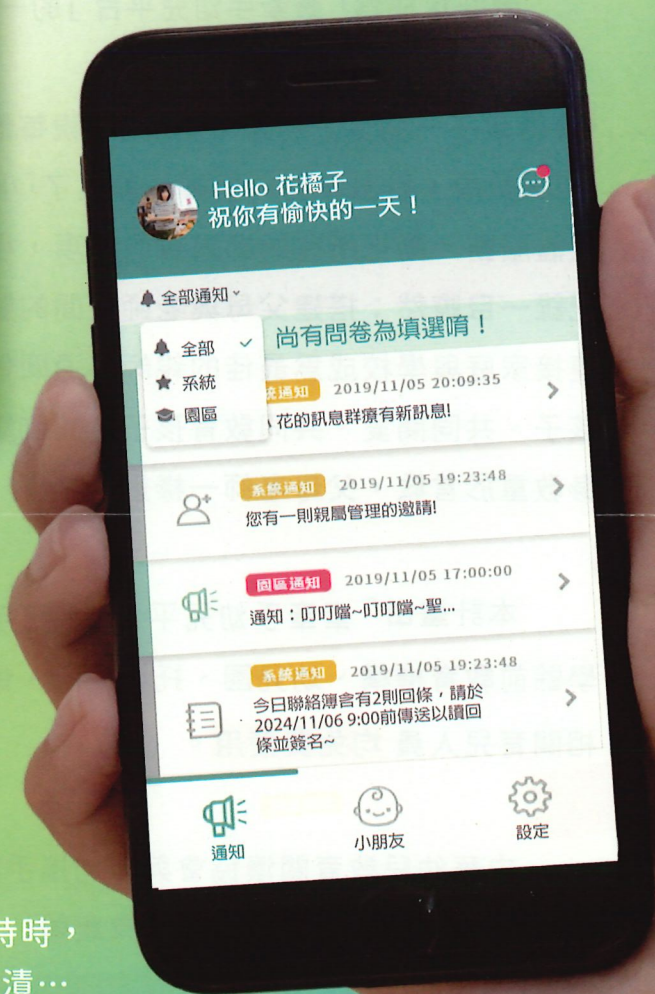 Hello 花橘子
祝你有愉快的一天！
全部通知
尚有問卷為填選唷！
全部
系統
園區
統通知 2019/11/05 20:09:35
花的訊息群療有新訊息!
系統通知 2019/11/05 19:23:48
您有一則親屬管理的邀請!
園區通知 2019/11/05 17:00:00
通知：叮叮噹~叮叮噹~聖...
系統通知 2019/11/05 19:23:48
今日聯絡簿含有2則回條，請於
2024/11/06 9:00前傳送以讀回
條並簽名~
通知
小朋友
設定
時時，
漬…